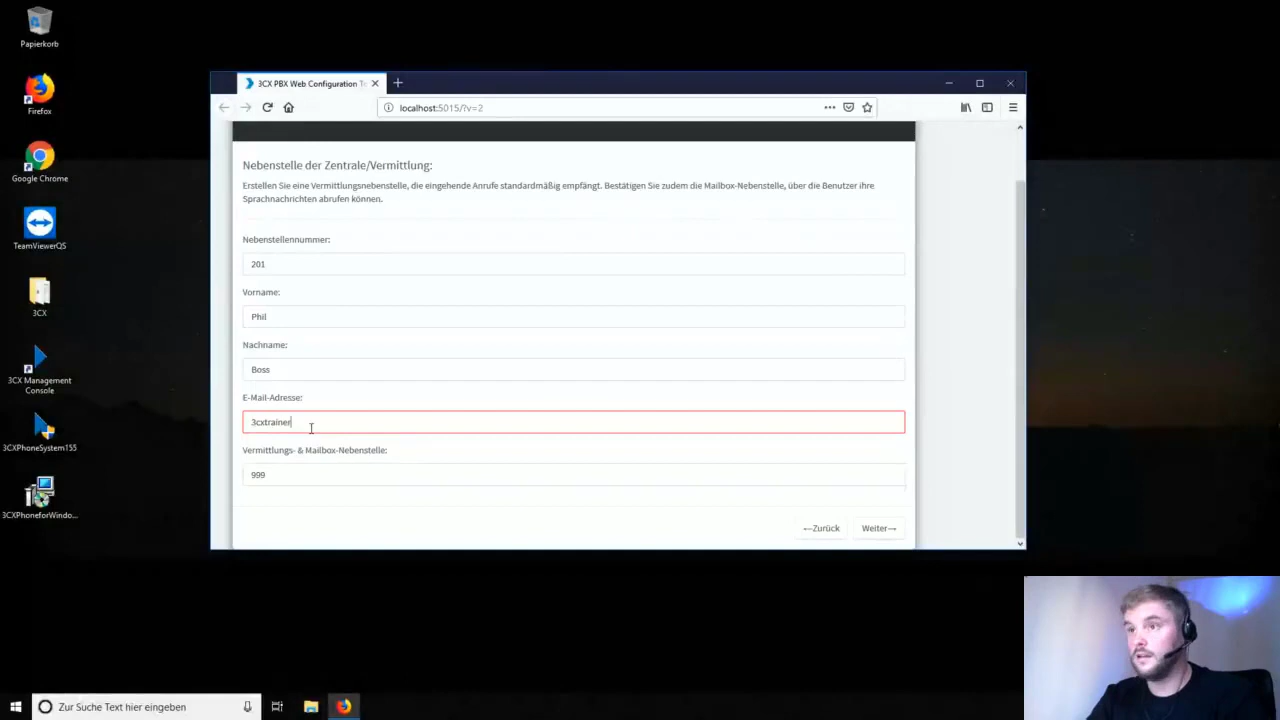 Papierkorb
Firefox
Google Chrome
TeamViewerQS
3CX
3CX Management
Console
3CXPhoneSystem155
3CXPhoneforWindo...
3CX PBX Web Configuration Te
localhost:5015/?v=2
Nebenstelle der Zentrale/Vermittlung:
Erstellen Sie eine Vermittlungsnebenstelle, die eingehende Anrufe standardmäßig empfängt. Bestätigen Sie zudem die Mailbox-Nebenstelle, über die Benutzer ihre
Sprachnachrichten abrufen können.
Nebenstellennummer:
201
Vorname:
Phil
Nachname:
Boss
E-Mail-Adresse:
3cxtrainer
Vermittlungs- & Mailbox-Nebenstelle:
999
←Zurück
Weiter→
Zur Suche Text hier eingeben